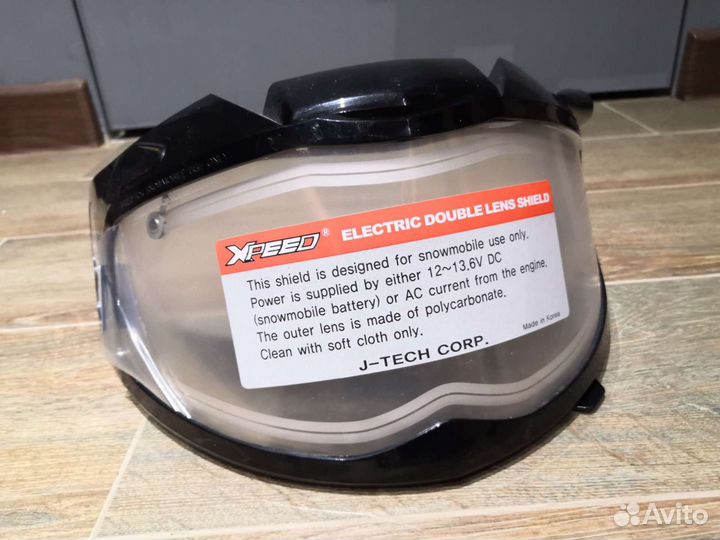 XPEED® ELECTRIC DOUBLE LENS SHIELD
This shield is designed for snowmobile use only.
Power is supplied by either 12~13.6V DC
(snowmobile battery) or AC current from the engine.
The outer lens is made of polycarbonate.
Clean with soft cloth only.
Made in Korea
J-TECH CORP.
Avito